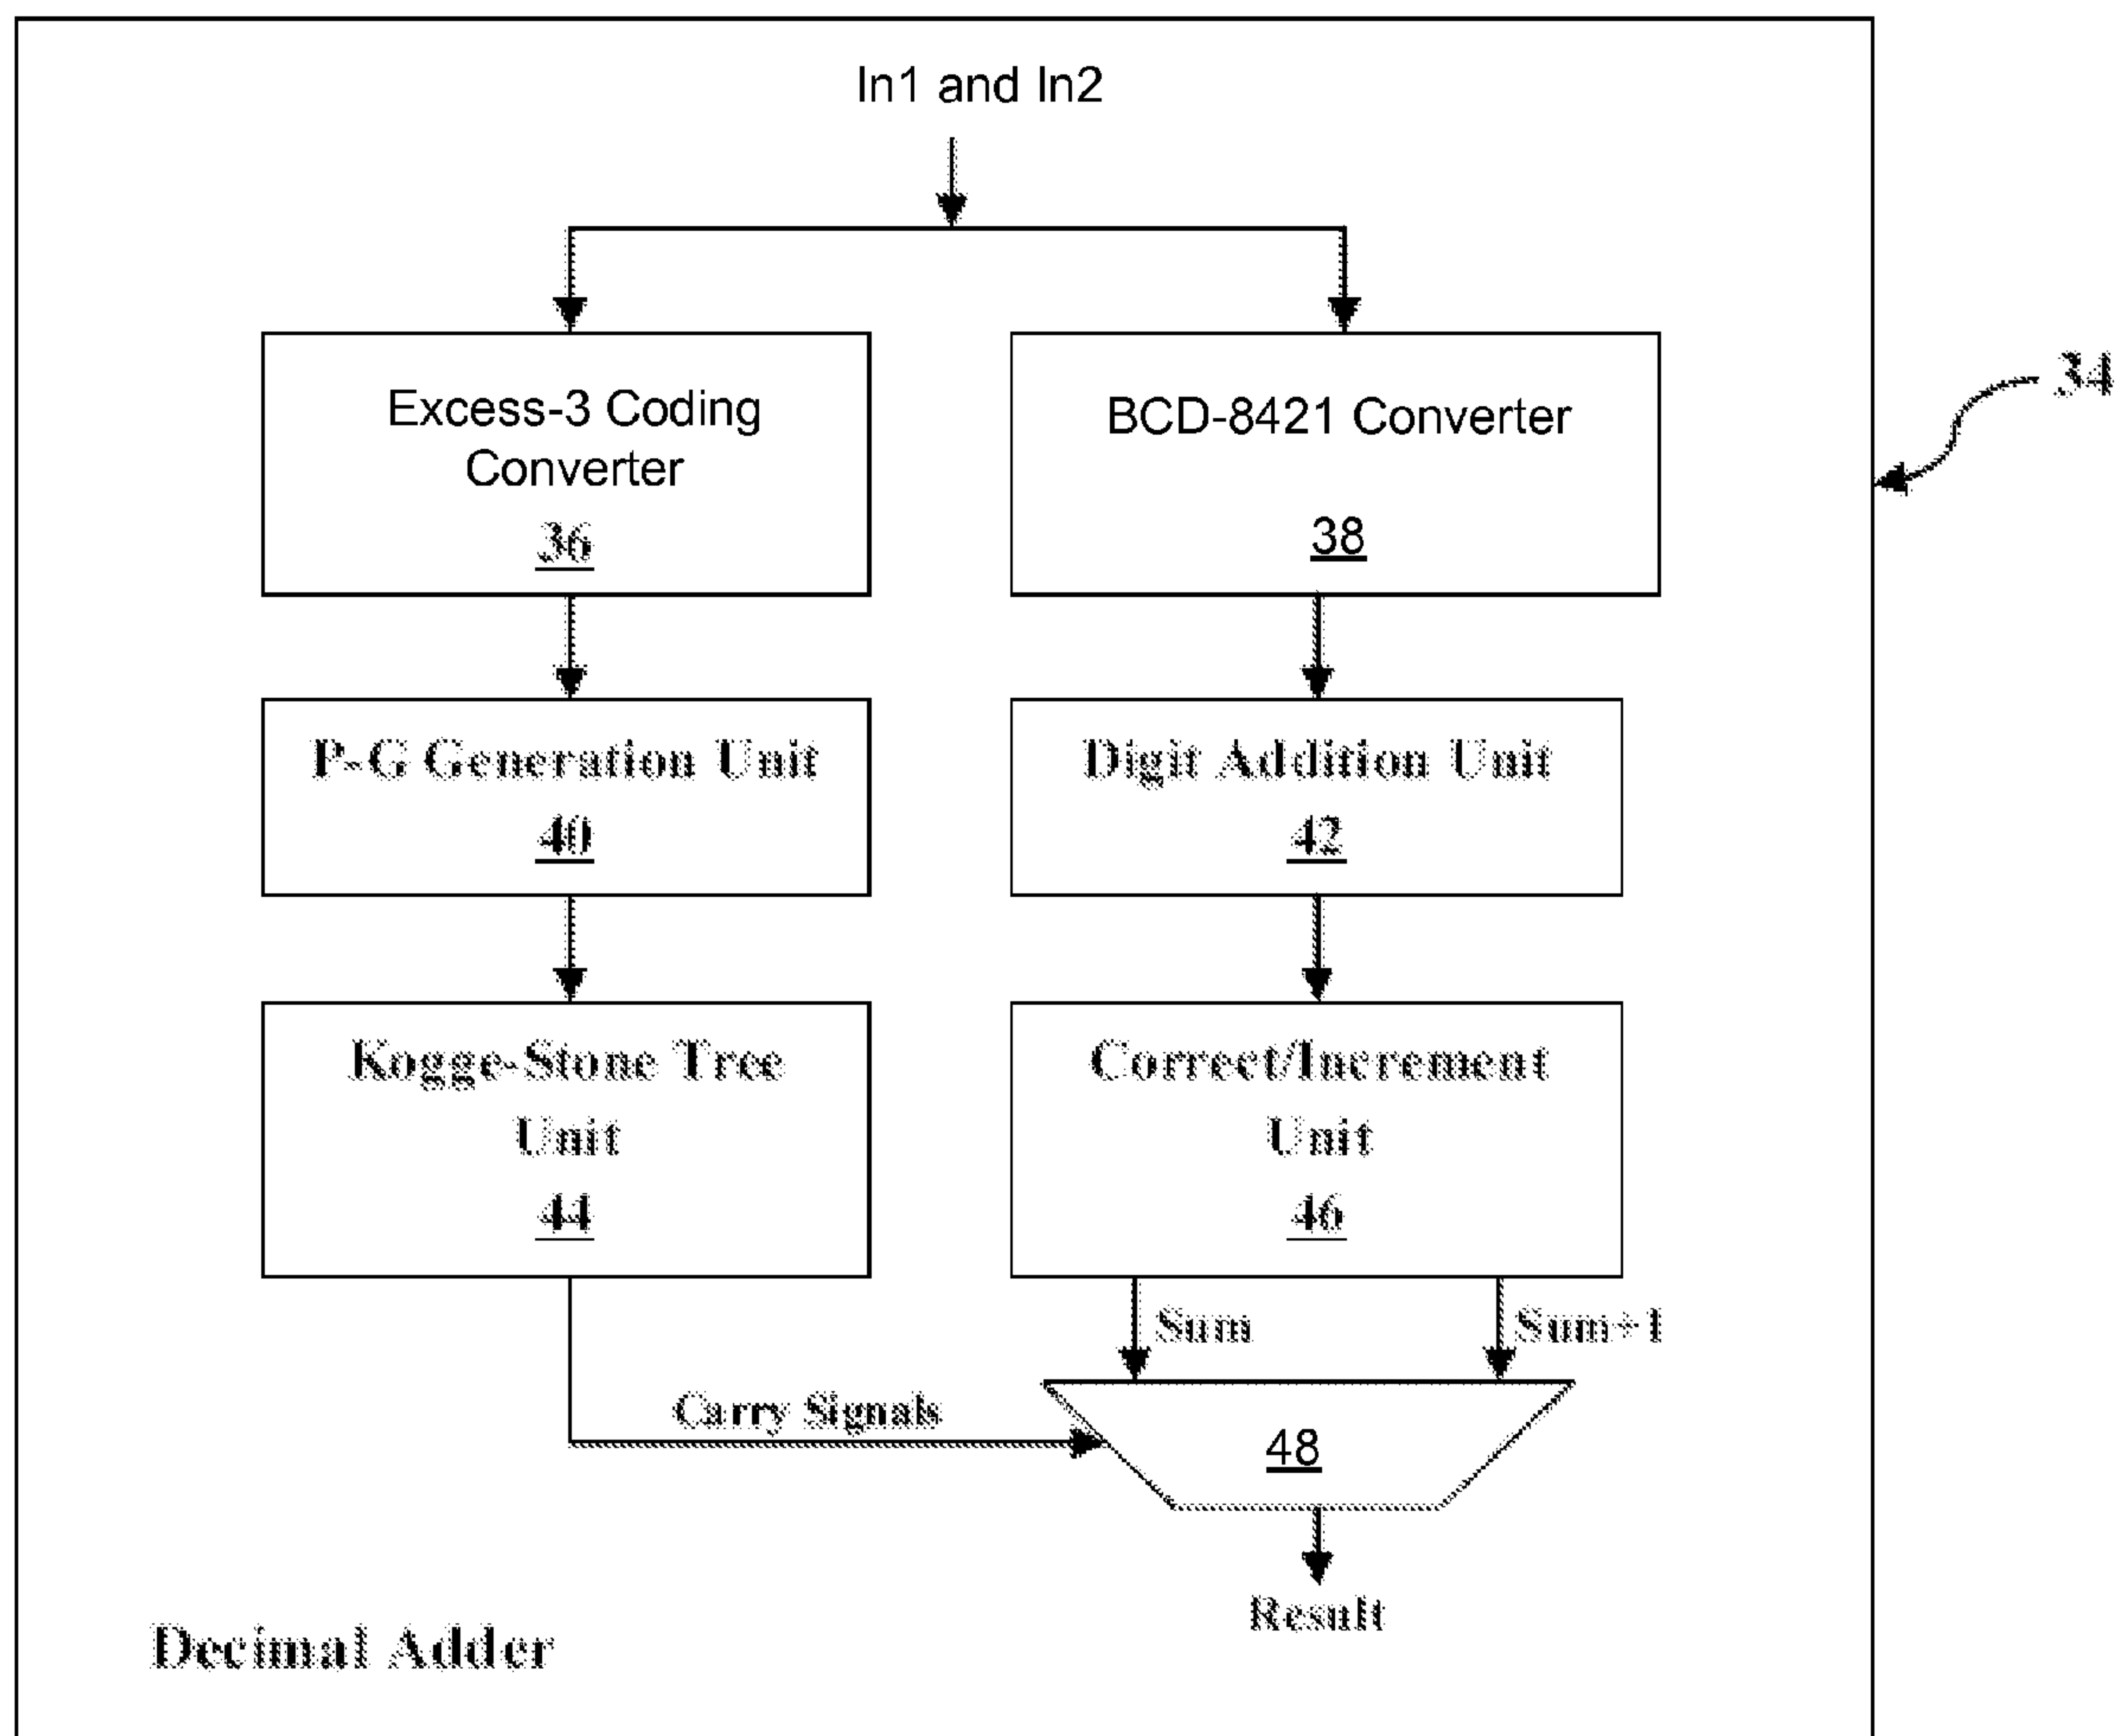 In1 and In2
Excess-3 Coding
Converter
36
BCD-8421 Converter
38
34
P-G Generation Unit
40
Digit Addition Unit
42
Kogge-Stone Tree
Unit
44
Correct/Increment
Unit
46
Sum
Sum+1
Carry Signals
48
Result
Decimal Adder